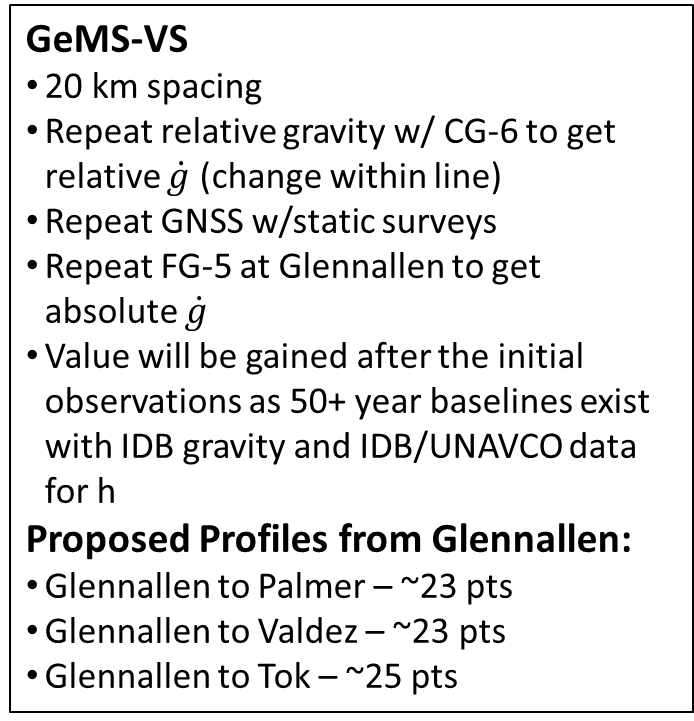 GeMS-VS
• 20 km spacing
• Repeat relative gravity w/ CG-6 to get
relative ġ (change within line)
• Repeat GNSS w/static surveys
• Repeat FG-5 at Glennallen to get
absolute ġ
• Value will be gained after the initial
observations as 50+ year baselines exist
with IDB gravity and IDB/UNAVCO data
for h
Proposed Profiles from Glennallen:
• Glennallen to Palmer – ~23 pts
• Glennallen to Valdez – ~23 pts
• Glennallen to Tok – ~25 pts